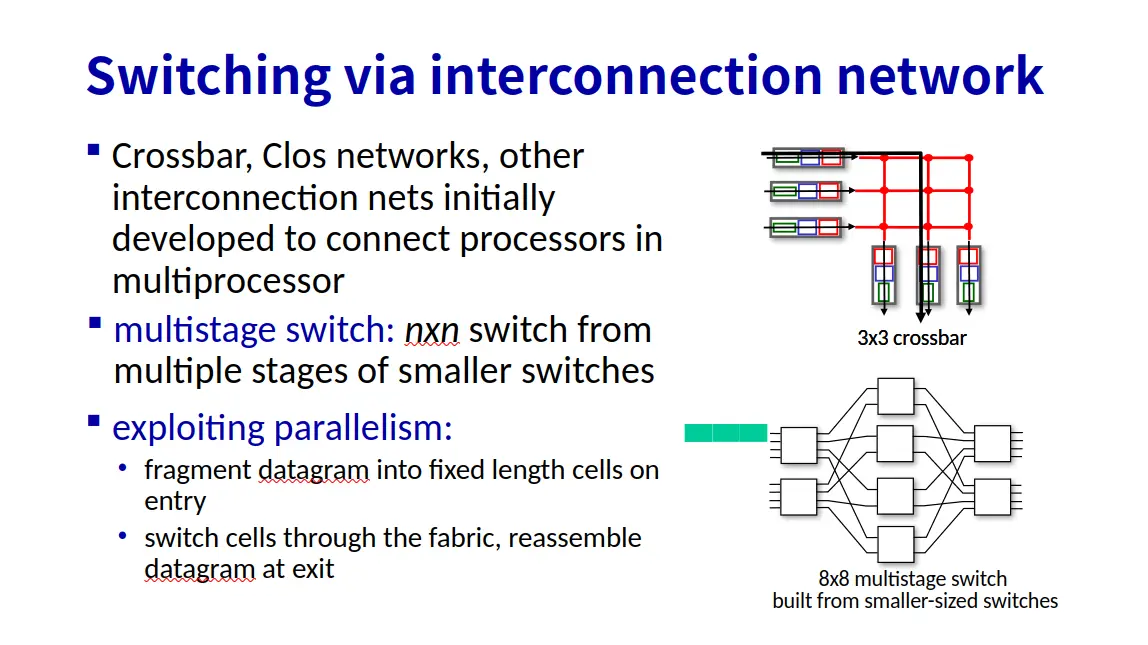 Switching via interconnection network
Crossbar, Clos networks, other
interconnection nets initially
developed to connect processors in
multiprocessor
multistage switch: nxn switch from
multiple stages of smaller switches
exploiting parallelism:
fragment datagram into fixed length cells on
entry
switch cells through the fabric, reassemble
datagram at exit
3x3 crossbar
8x8 multistage switch
built from smaller-sized switches